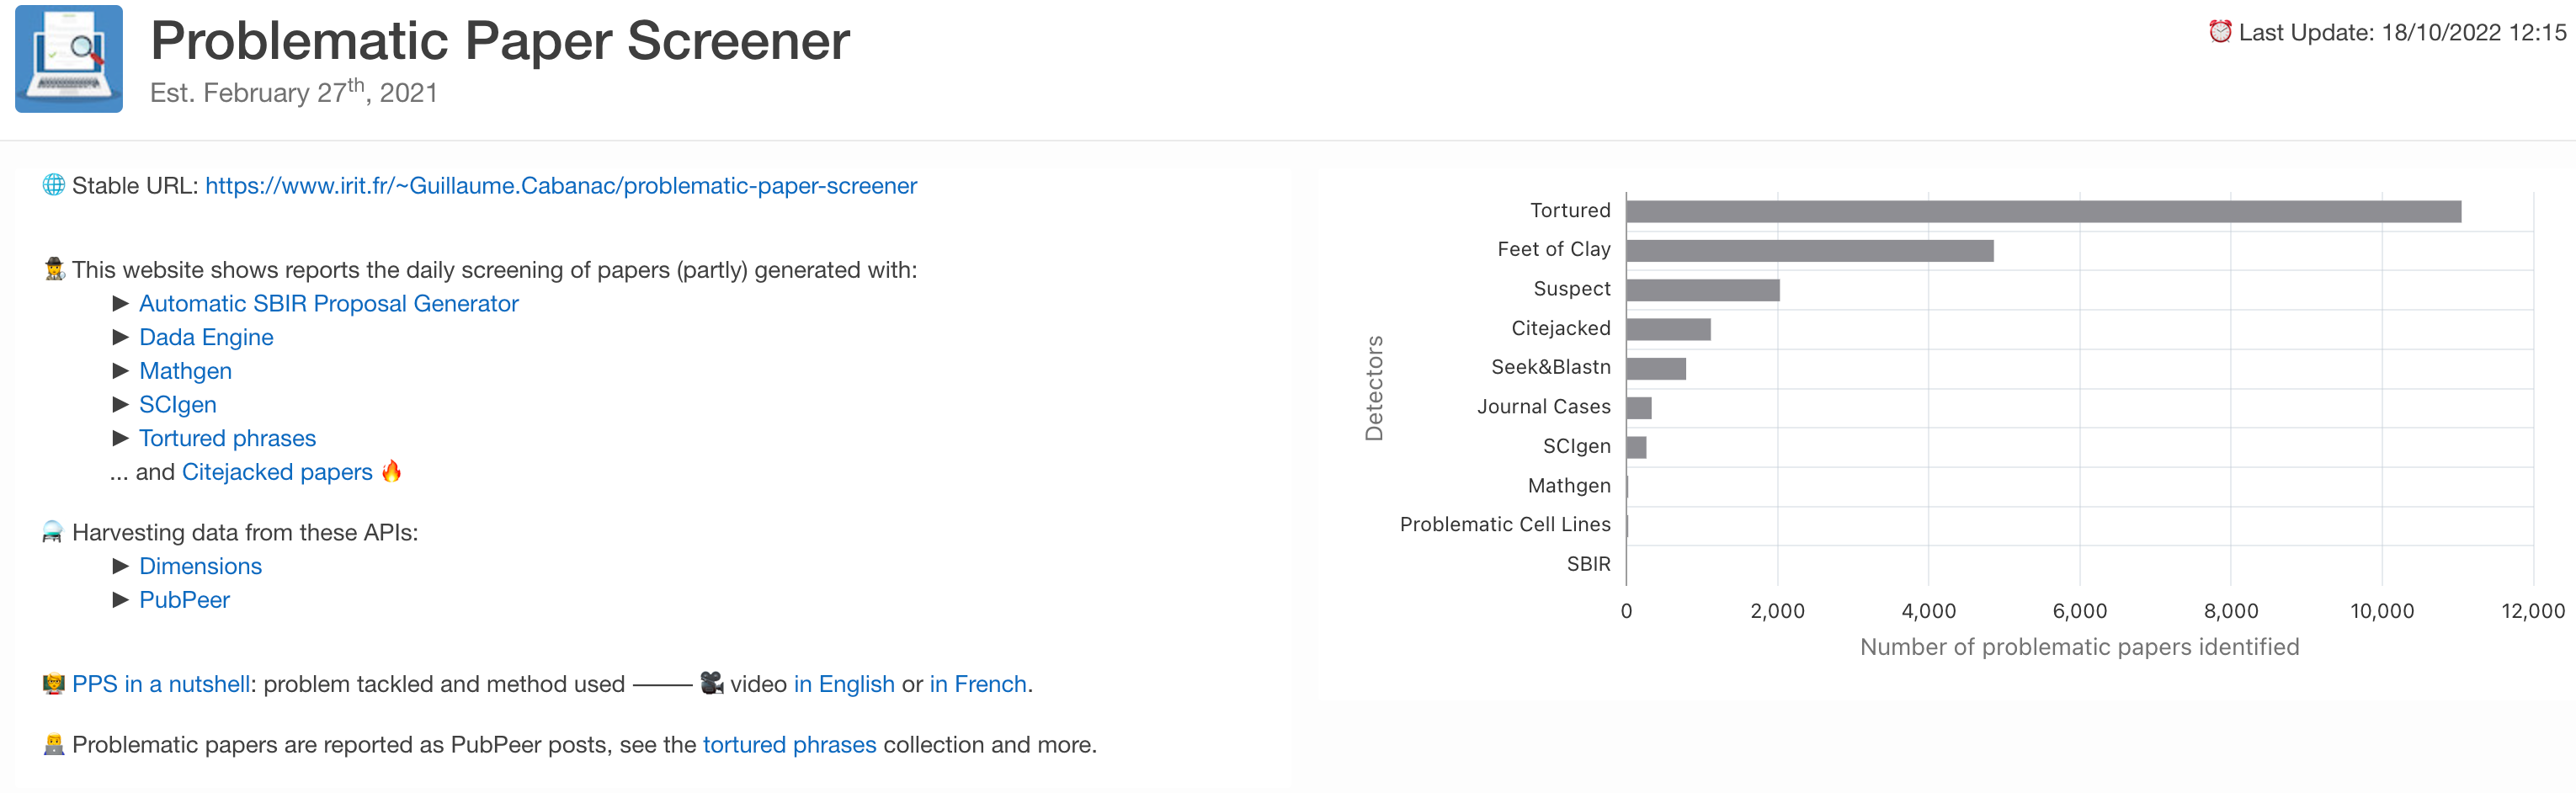 Problematic Paper Screener
Est. February 27th, 2021
Last Update: 18/10/2022 12:15
Stable URL: https://www.irit.fr/~Guillaume.Cabanac/problematic-paper-screener
This website shows reports the daily screening of papers (partly) generated with:
► Automatic SBIR Proposal Generator
► Dada Engine
► Mathgen
► SCIgen
► Tortured phrases
... and Citejacked papers
Harvesting data from these APIs:
► Dimensions
► PubPeer
PPS in a nutshell: problem tackled and method used —— video in English or in French.
Problematic papers are reported as PubPeer posts, see the tortured phrases collection and more.
Detectors
Tortured
Feet of Clay
Suspect
Citejacked
Seek&Blastn
Journal Cases
SCIgen
Mathgen
Problematic Cell Lines
SBIR
0 2,000 4,000 6,000 8,000 10,000 12,000
Number of problematic papers identified